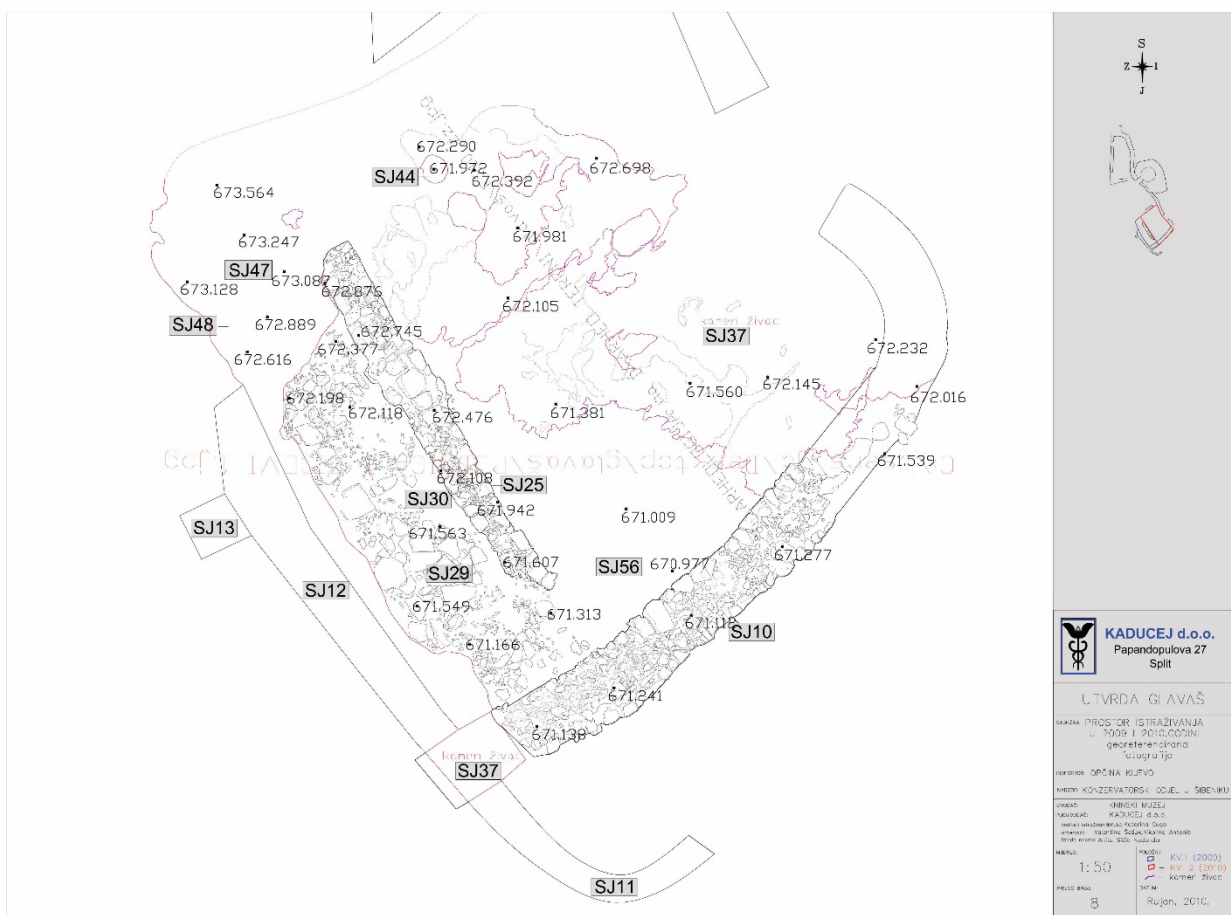 672.290
671.972
SJ44
672.392
672.698
673.564
671.981
673.247
SJ47
673.087
673.128
672.876
672.105
kamen živac
SJ37
SJ48
672.889
672.745
672.377
672.616
672.232
671.560
672.145
672.016
672.198
672.118
672.476
671.381
671.539
672.108
SJ25
SJ30
671.942
671.009
SJ13
671.563
671.607
SJ56
670.977
671.277
SJ29
SJ12
671.549
671.313
SJ10
671.166
671.241
671.138
kamen živac
SJ37
SJ11
S
Z 1
J
KADUCEJ d.o.o.
Papandopulova 27
Split
UTVRDA GLAVAŠ
PROSTOR ISTRAŽIVANJA
U 2009 I 2010.GODINI
georeferencirana
fotografija
OPĆINA KIJEVO
KONZERVATORSKI ODJEL U ŠIBENIKU
KNINSKI MUZEJ
KADUCEJ d.o.o.
1:50
KV.1 (2009)
KV. 2 (2010)
kamen živac
8
Rujan, 2010.